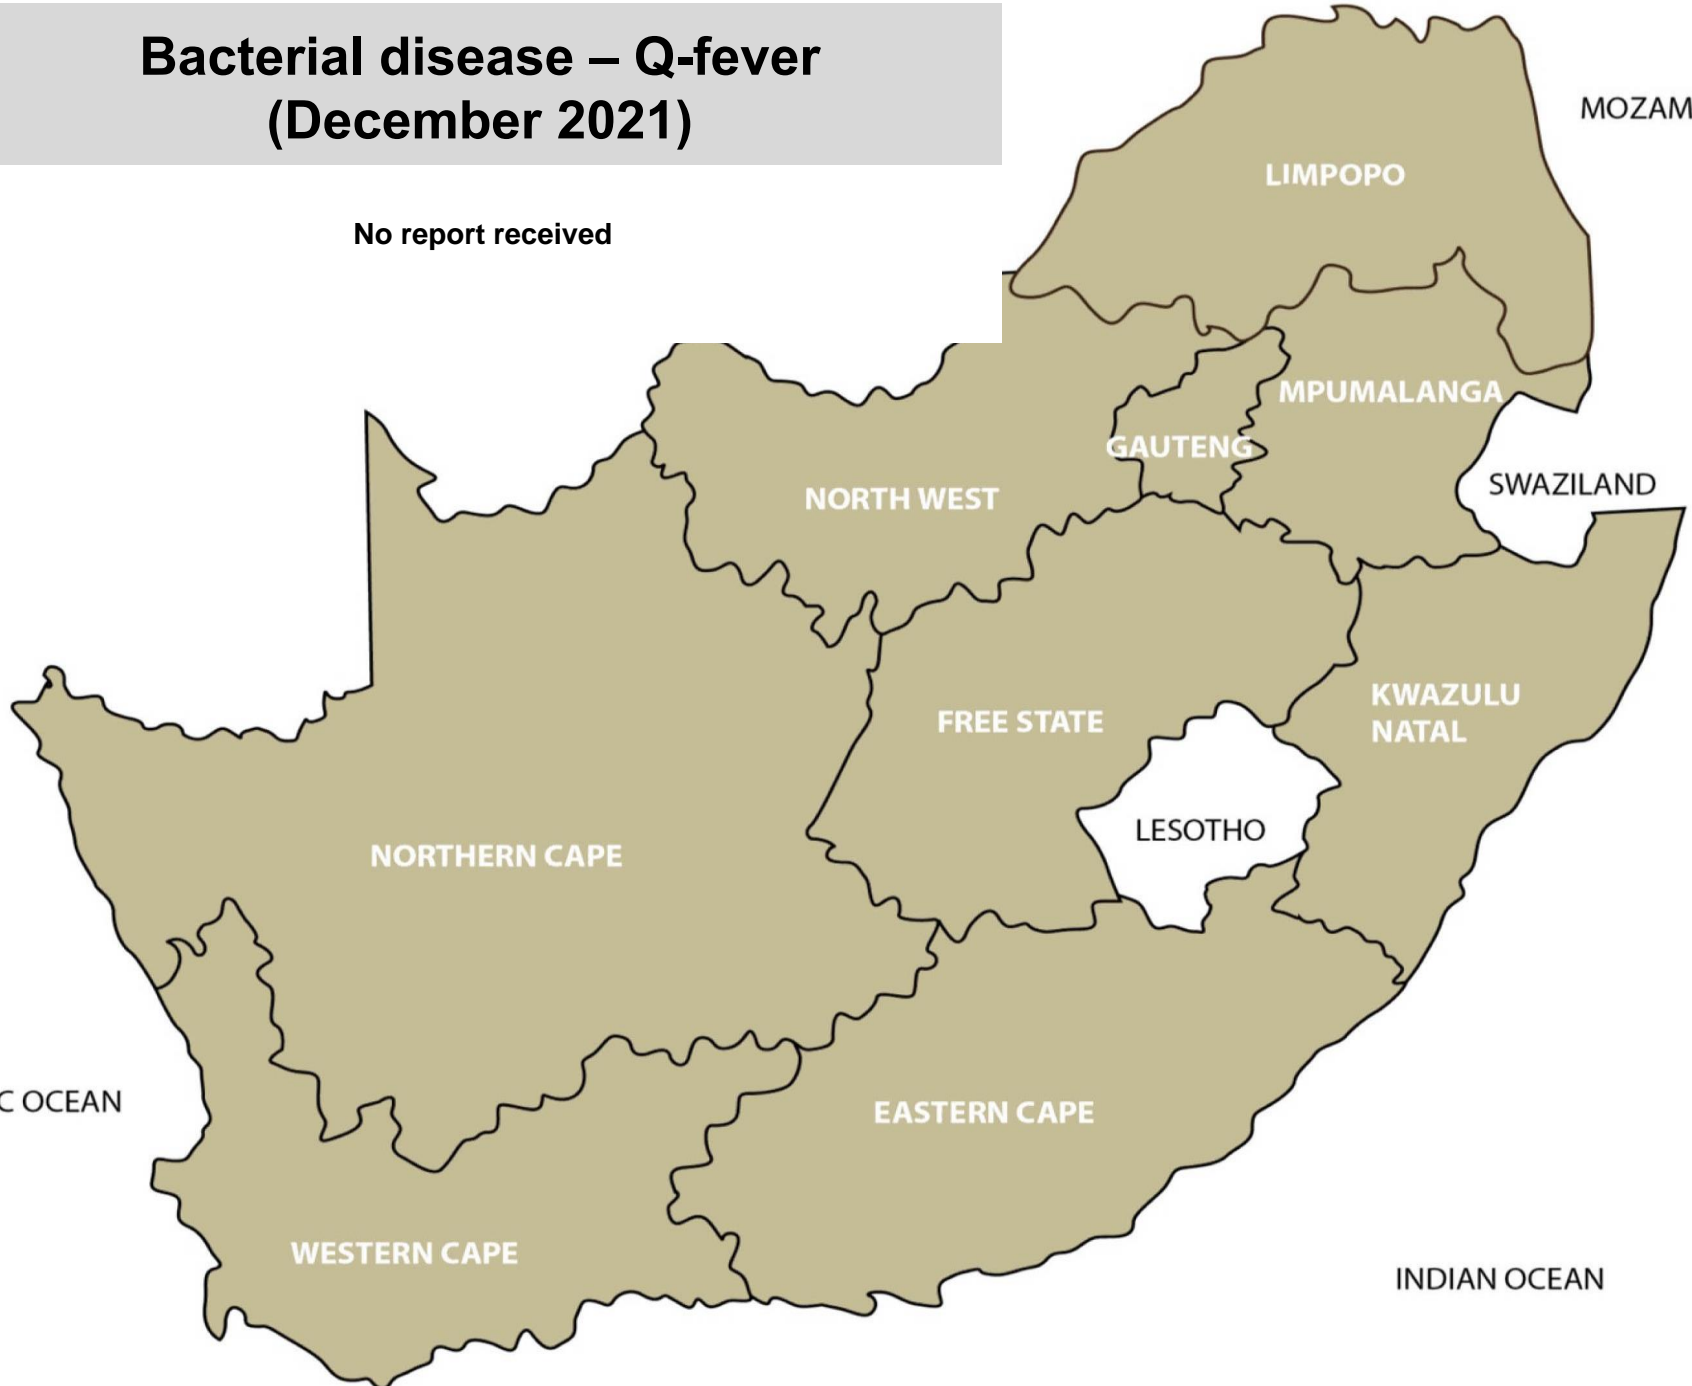 Bacterial disease – Q-fever
(December 2021)
No report received
MOZAM
LIMPOPO
MPUMALANGA
GAUTENG
SWAZILAND
NORTH WEST
KWAZULU
NATAL
FREE STATE
LESOTHO
NORTHERN CAPE
C OCEAN
EASTERN CAPE
WESTERN CAPE
INDIAN OCEAN